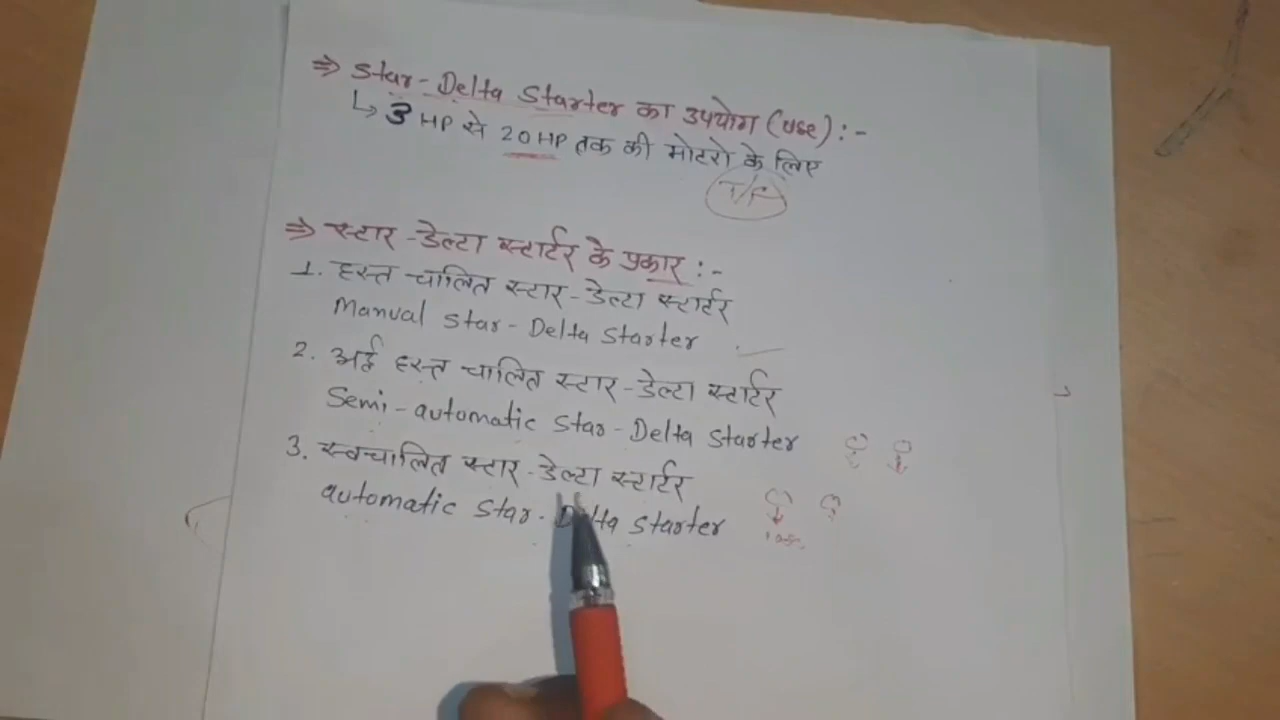 ⇒ Star-Delta Starter का उपयोग (use) :-
↳ 3 HP से 20 HP तक की मोटरो के लिए
T/F
⇒ स्टार-डेल्टा स्टार्टर के प्रकार :-
1. हस्त चालित स्टार-डेल्टा स्टार्टर
Manual Star-Delta Starter
2. अर्द्ध हस्त चालित स्टार-डेल्टा स्टार्टर
Semi-automatic Star-Delta Starter
3. स्वचालित स्टार-डेल्टा स्टार्टर
automatic Star-Delta Starter